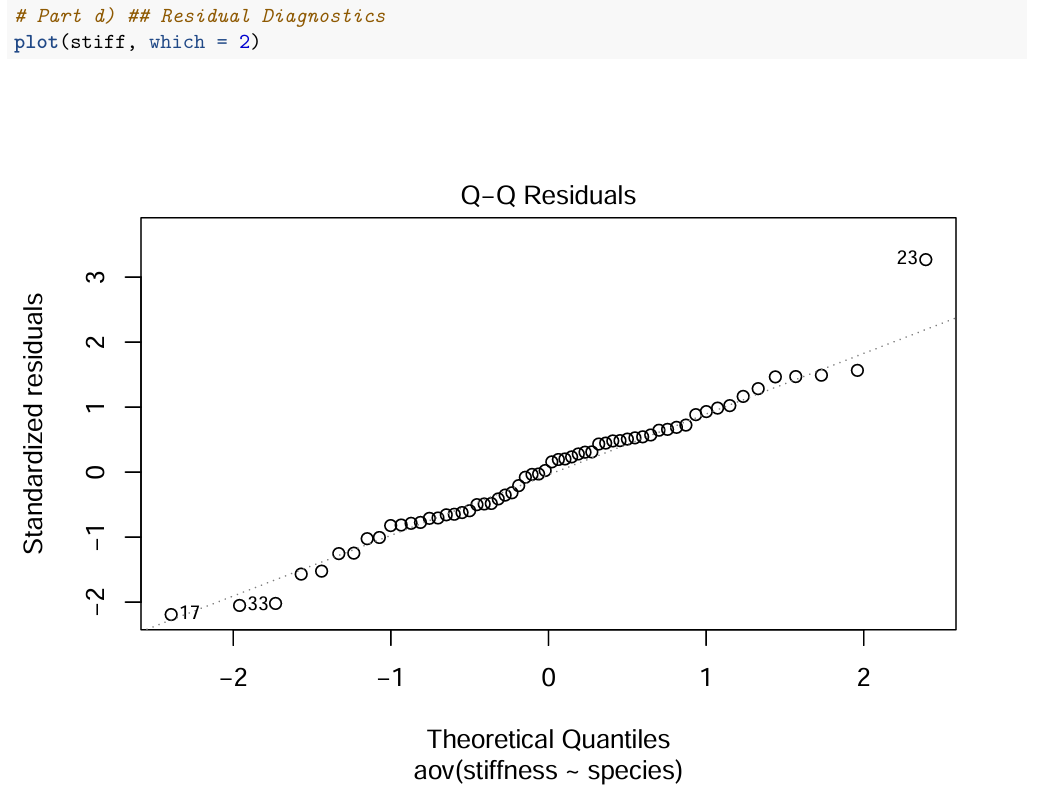 # Part d) ## Residual Diagnostics
plot(stiff, which = 2)
Q−Q Residuals
23
3
2
1
0
−1
−2
Standardized residuals
17
33
−2
−1
0
1
2
Theoretical Quantiles
aov(stiffness ~ species)